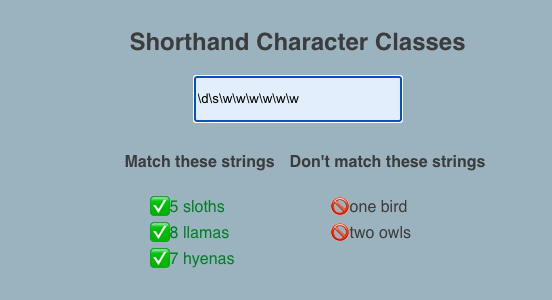 Shorthand Character Classes
\d\s\w\w\w\w\w\w
Match these strings Don't match these strings
5 sloths one bird
8 llamas two owls
7 hyenas